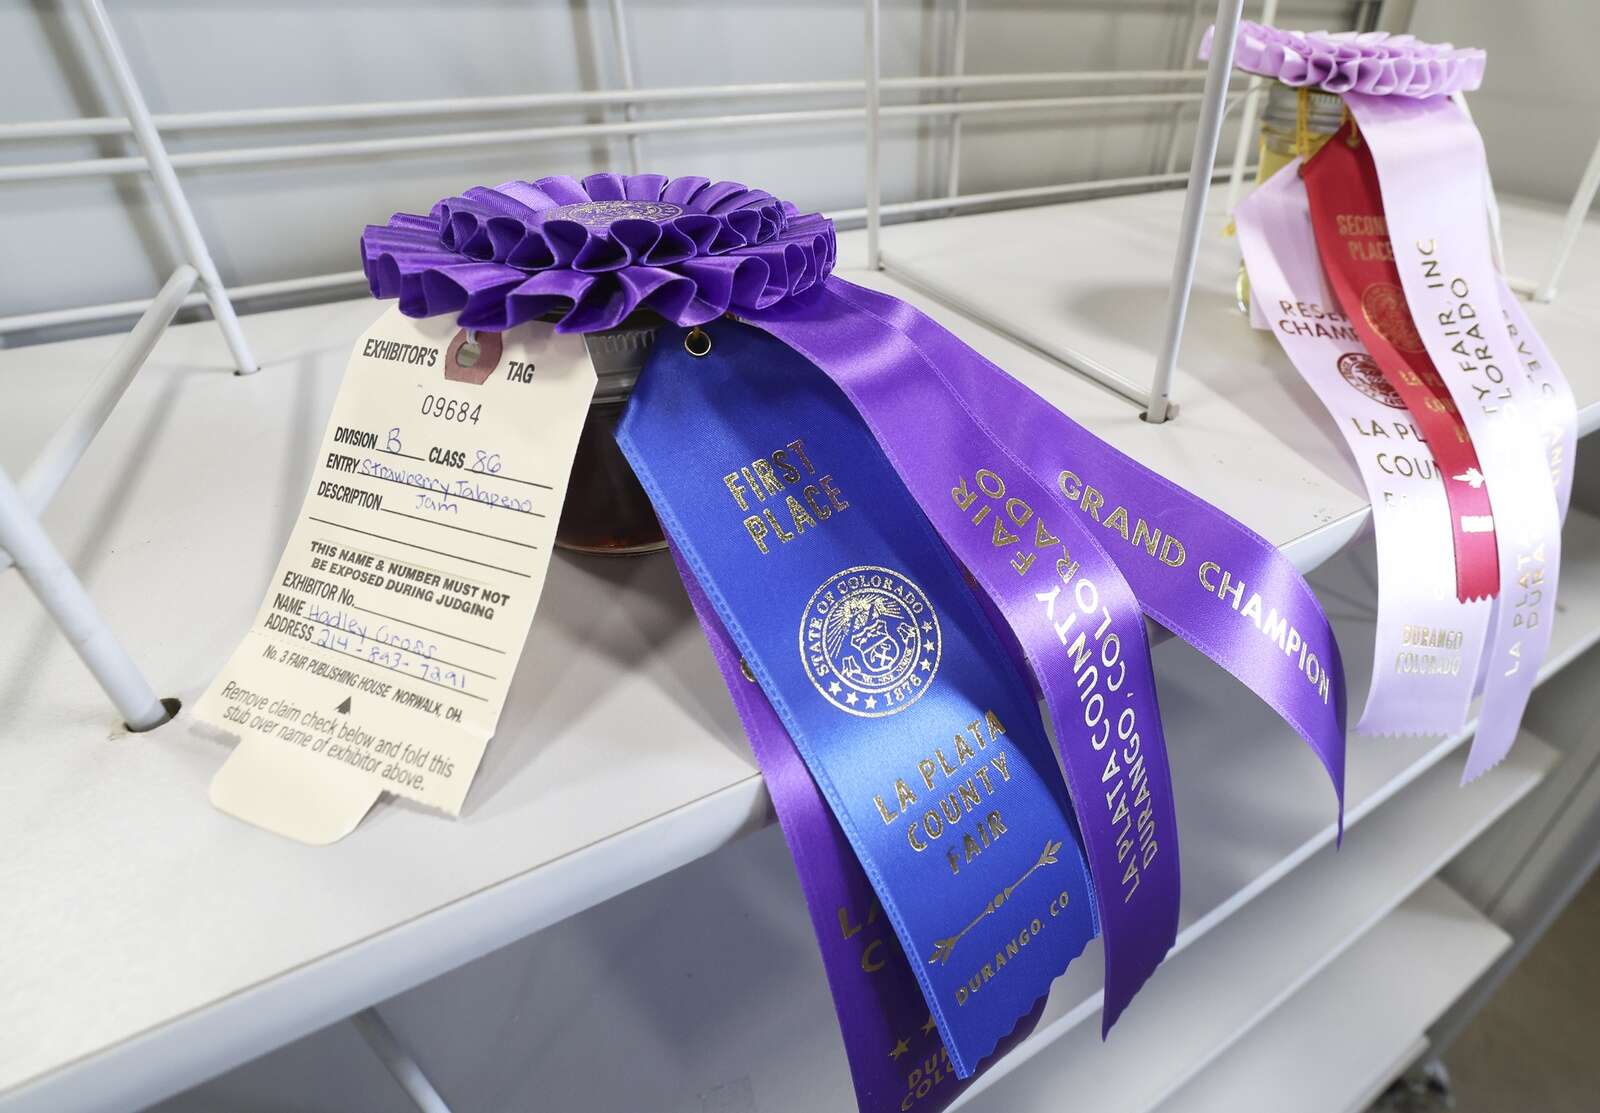 EXHIBITOR'S TAG
09684
DIVISION B CLASS 86
ENTRY Strawberry Jalapeno
DESCRIPTION Jam
THIS NAME & NUMBER MUST NOT
BE EXPOSED DURING JUDGING
EXHIBITOR No.
NAME Hadley Gross
ADDRESS 214-893-7291
No. 3 FAIR PUBLISHING HOUSE NORWALK, OH.
Remove claim check below and fold this
stub over name of exhibitor above.
FIRST
PLACE
STATE OF COLORADO
1876
LA PLATA
COUNTY
FAIR
DURANGO, CO
LA PLATA COUNTY FAIR
DURANGO, COLORADO
GRAND CHAMPION
SECOND
PLACE
LA PLATA
DURANGO
COLORADO